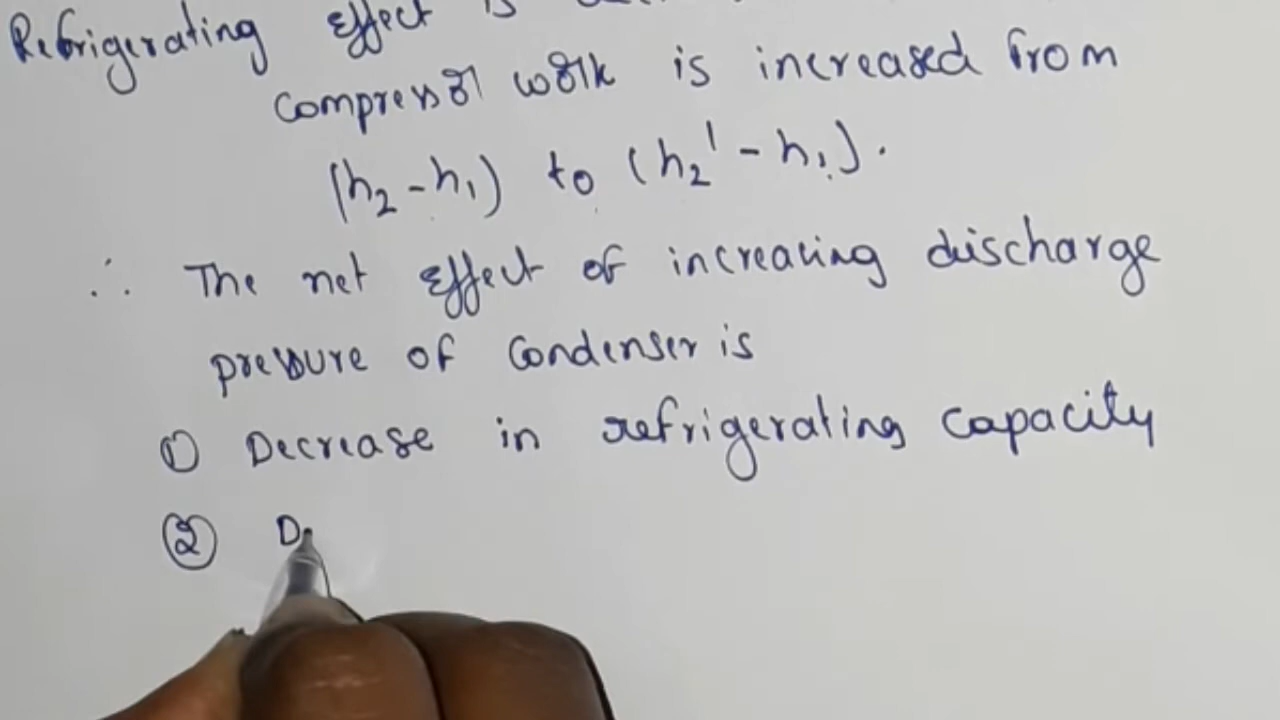 Refrigerating effect is
compressor work is increased from
(h2 - h1) to (h2' - h1).
∴ The net effect of increasing discharge
pressure of condenser is
① Decrease in refrigerating capacity
② D